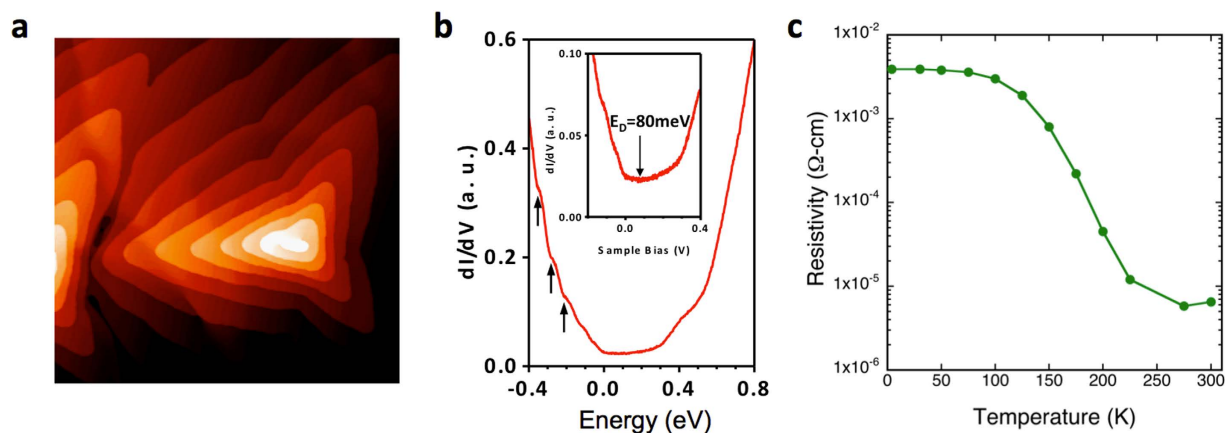 a
b
0.6
0.4
0.2
0.0
dI/dV (a. u.)
-0.4
0.0
0.4
0.8
Energy (eV)
0.10
0.05
0.00
dI/dV (a. u.)
E_D=80meV
0.0
0.4
Sample Bias (V)
c
1x10⁻²
1x10⁻³
1x10⁻⁴
1x10⁻⁵
1x10⁻⁶
Resistivity (Ω-cm)
0
50
100
150
200
250
300
Temperature (K)